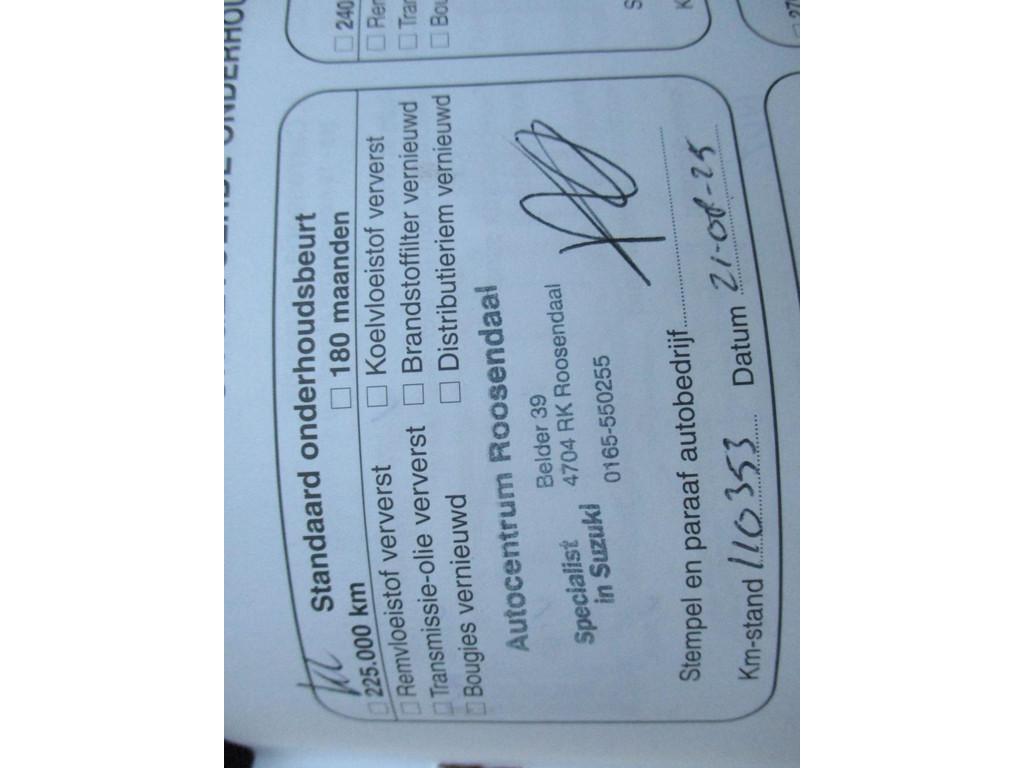 Standaard onderhoudsbeurt
☐ 225.000 km ☐ 180 maanden
☐ Remvloeistof ververst ☐ Koelvloeistof ververst
☐ Transmissie-olie ververst ☐ Brandstoffilter vernieuwd
☐ Bougies vernieuwd ☐ Distributieriem vernieuwd
Autocentrum Roosendaal
Belder 39
specialist 4704 RK Roosendaal
in Suzuki 0165-550255
Stempel en paraaf autobedrijf
Km-stand 110353 Datum 21-08-25
☐ 240